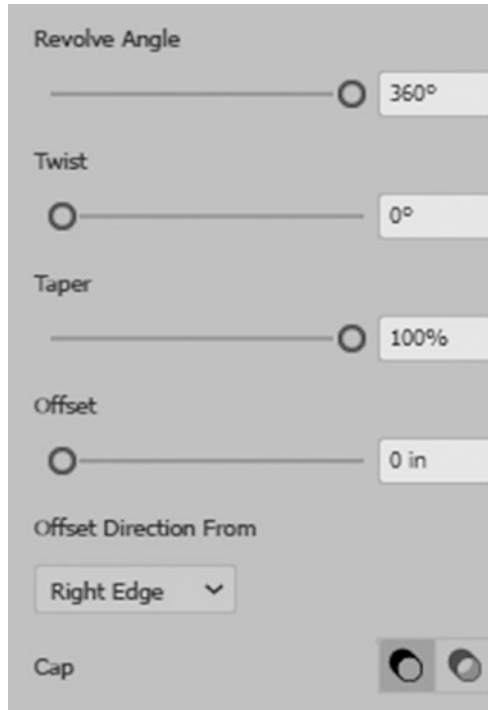 Revolve Angle
360°
Twist
0°
Taper
100%
Offset
0 in
Offset Direction From
Right Edge
Cap